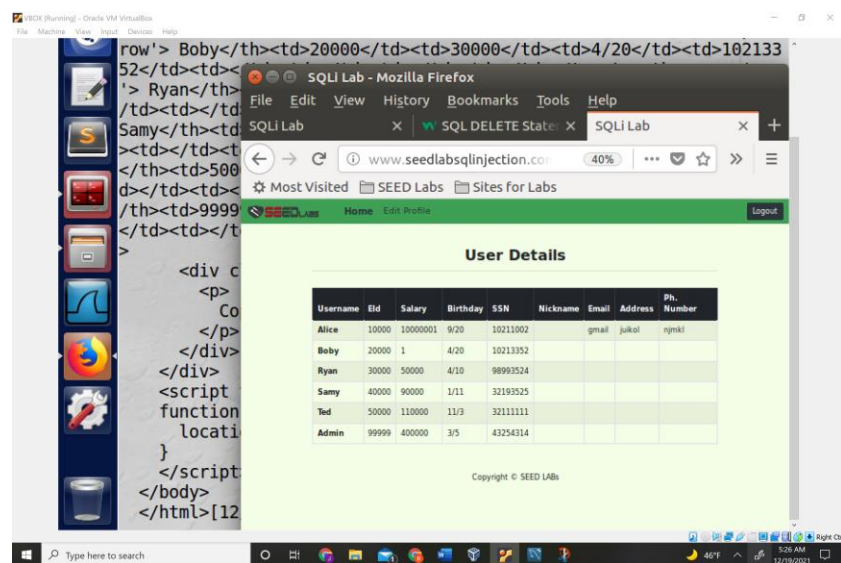 VBOX [Running] - Oracle VM VirtualBox
File Machine View Input Devices Help
row'> Boby</th><td>20000</td><td>30000</td><td>4/20</td><td>102133
52</td><td><
'> Ryan</th>
/td><td></td
Samy</th><td
><td></td><t
</th><td>500
d></td><td><
/th><td>9999
</td><td></t
>
<div c
<p>
Co
</p>
</div>
</div>
<script
function
locati
}
</script
</body>
</html>[12
SQLi Lab - Mozilla Firefox
File Edit View History Bookmarks Tools Help
SQLi Lab × SQL DELETE State × SQLi Lab × +
www.seedlabsqlinjection.co 40%
Most Visited SEED Labs Sites for Labs
SEEDLABS Home Edit Profile Logout
User Details
Username EId Salary Birthday SSN Nickname Email Address Ph. Number
Alice 10000 10000001 9/20 10211002 gmail juikol njmkl
Boby 20000 1 4/20 10213352
Ryan 30000 50000 4/10 98993524
Samy 40000 90000 1/11 32193525
Ted 50000 110000 11/3 32111111
Admin 99999 400000 3/5 43254314
Copyright © SEED LABs
Right Ct
Type here to search
46°F
5:26 AM
12/19/2021